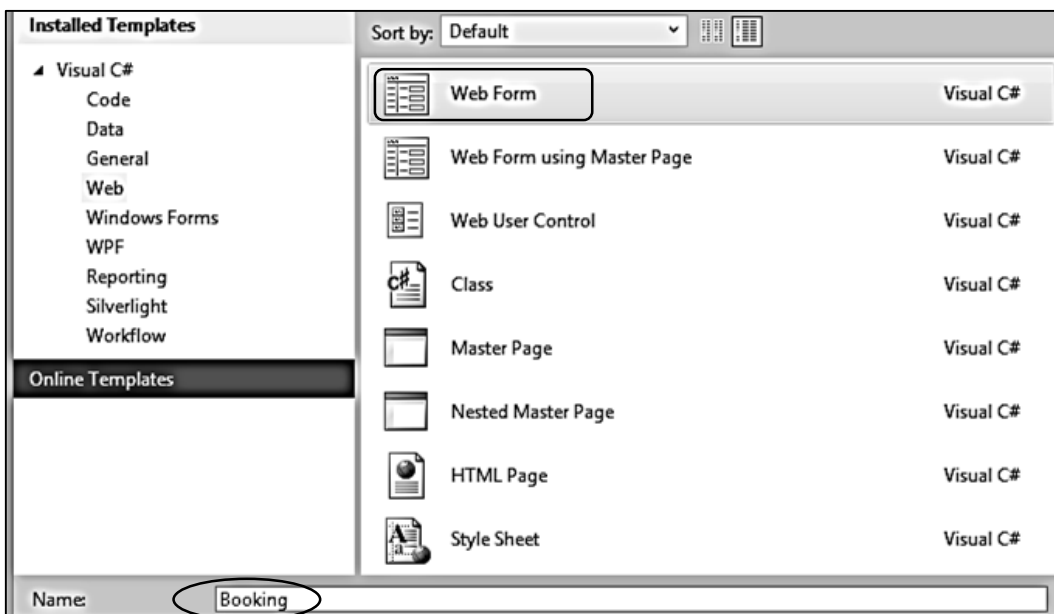 Installed Templates
Visual C#
Code
Data
General
Web
Windows Forms
WPF
Reporting
Silverlight
Workflow
Online Templates
Sort by: Default
Web Form Visual C#
Web Form using Master Page Visual C#
Web User Control Visual C#
Class Visual C#
Master Page Visual C#
Nested Master Page Visual C#
HTML Page Visual C#
Style Sheet Visual C#
Name: Booking